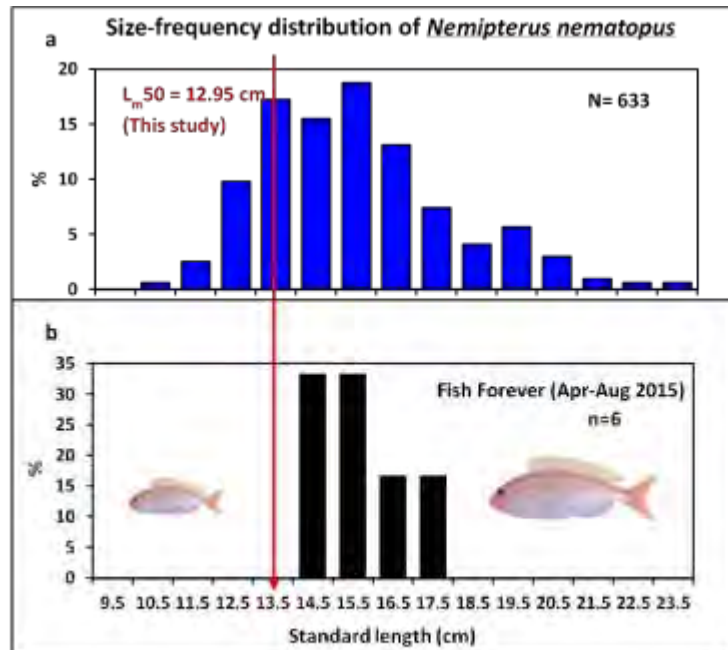 Size-frequency distribution of Nemipterus nematopus
a
20
15
10
5
0
%
Lm50 = 12.95 cm
(This study)
N= 633
b
35
30
25
20
15
10
5
0
%
Fish Forever (Apr-Aug 2015)
n=6
9.5 10.5 11.5 12.5 13.5 14.5 15.5 16.5 17.5 18.5 19.5 20.5 21.5 22.5 23.5
Standard length (cm)